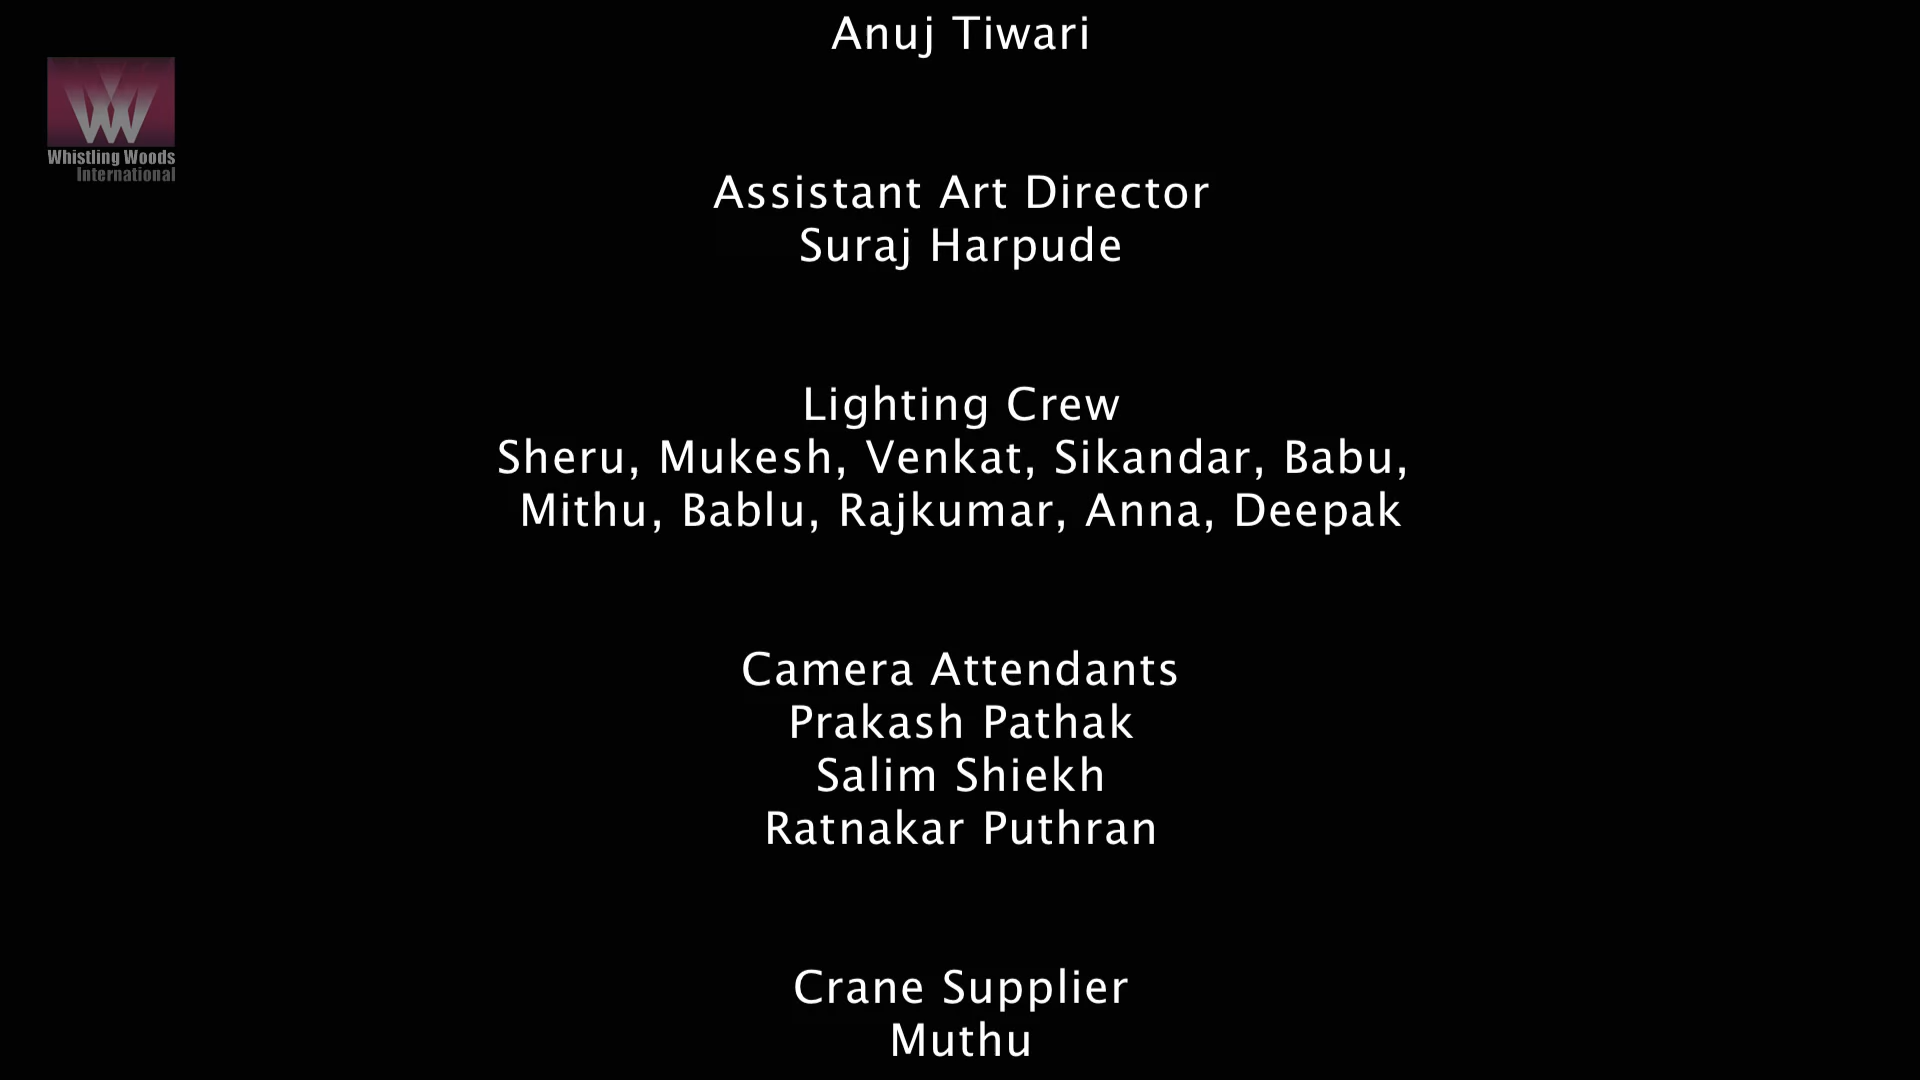 Anuj Tiwari
Whistling Woods
International
Assistant Art Director
Suraj Harpude
Lighting Crew
Sheru, Mukesh, Venkat, Sikandar, Babu,
Mithu, Bablu, Rajkumar, Anna, Deepak
Camera Attendants
Prakash Pathak
Salim Shiekh
Ratnakar Puthran
Crane Supplier
Muthu